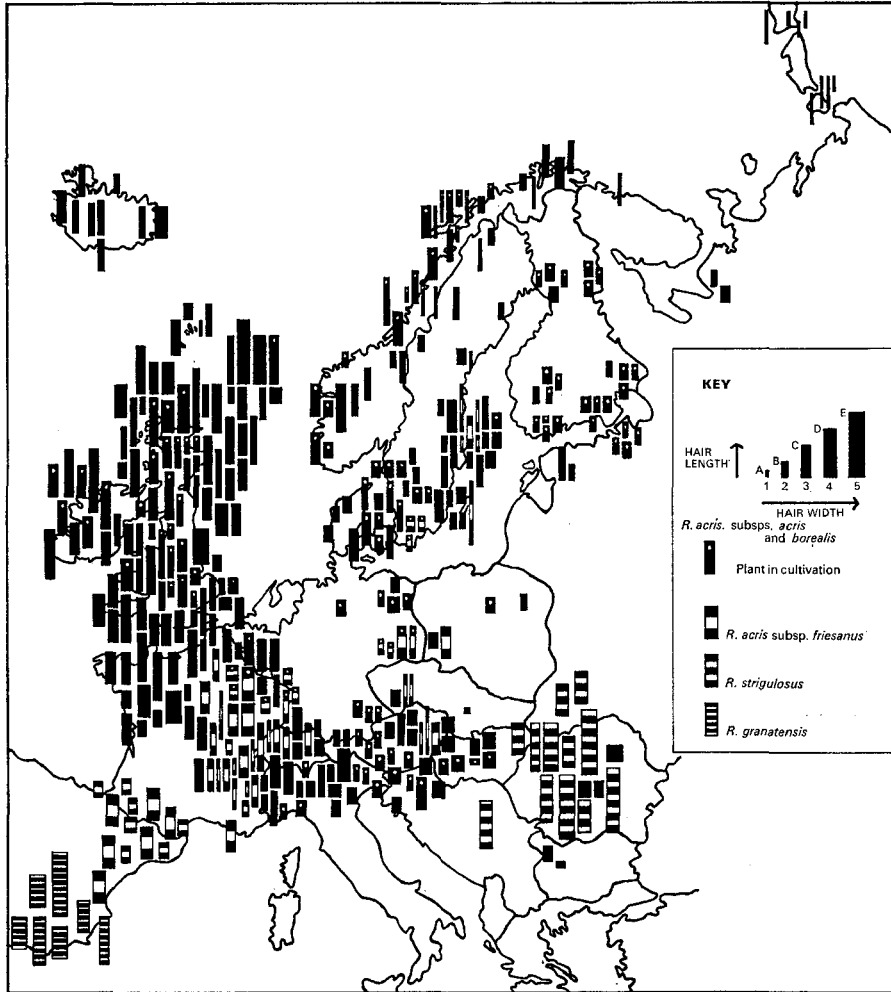 KEY
E
D
C
B
A
HAIR
LENGTH
1 2 3 4 5
HAIR WIDTH
R. acris. subsps. acris
and borealis
Plant in cultivation
R. acris subsp. friesanus
R. strigulosus
R. granatensis